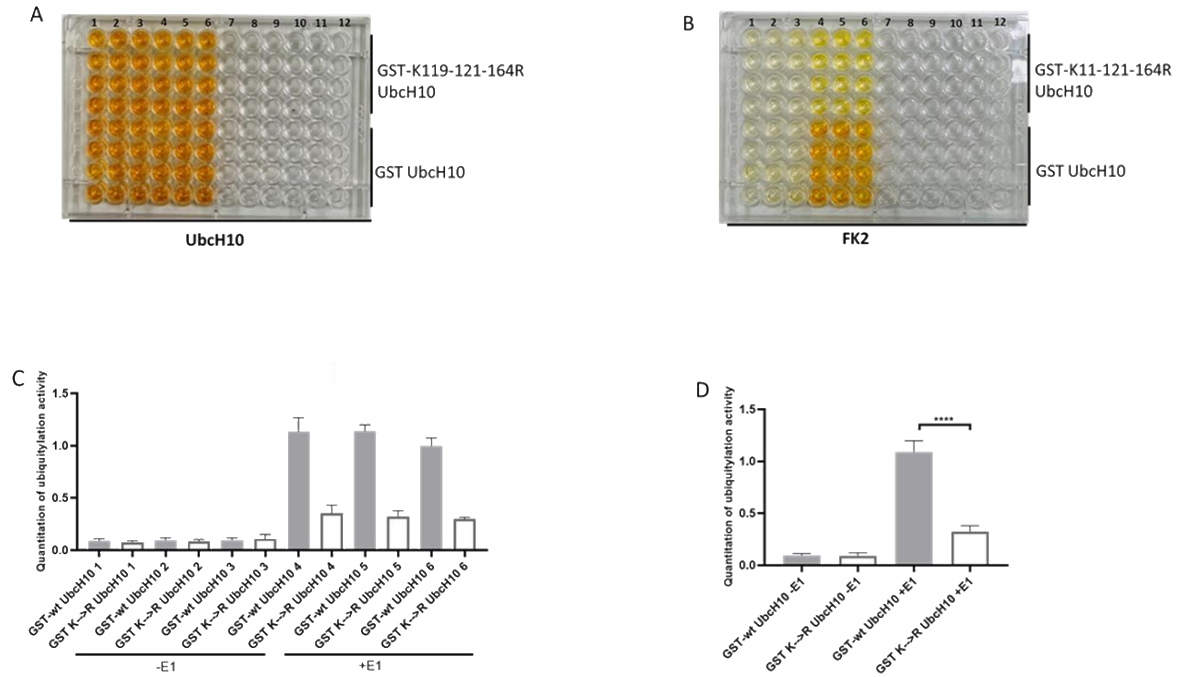 A
1 2 3 4 5 6 7 8 9 10 11 12
GST-K119-121-164R
UbcH10
GST UbcH10
UbcH10
B
1 2 3 4 5 6 7 8 9 10 11 12
GST-K11-121-164R
UbcH10
GST UbcH10
FK2
C
Quantitation of ubiquitylation activity
1.5
1.0
0.5
0.0
GST-wt UbcH10 1
GST K-->R UbcH10 1
GST-wt UbcH10 2
GST K-->R UbcH10 2
GST-wt UbcH10 3
GST K-->R UbcH10 3
GST-wt UbcH10 4
GST K-->R UbcH10 4
GST-wt UbcH10 5
GST K-->R UbcH10 5
GST-wt UbcH10 6
GST K-->R UbcH10 6
-E1
+E1
D
Quantitation of ubiquitylation activity
1.5
1.0
0.5
0.0
****
GST-wt UbcH10 -E1
GST K-->R UbcH10 -E1
GST-wt UbcH10 +E1
GST K-->R UbcH10 +E1